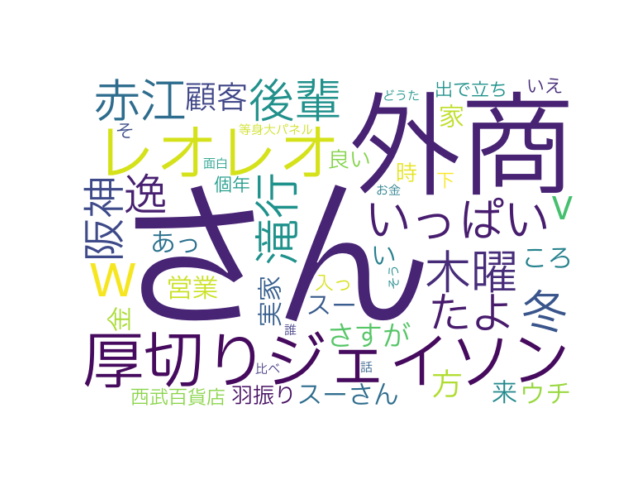 どうた
出で立ち
いえ
赤江
顧客
後輩
外商
家
そ
等身大パネル
レオレオ
良い
時
下
面白
個年
お金
阪神
逸
滝行
さん
いっぱい
v
あっ
い
木曜
ころ
w
営業
実家
入っ
そう
スー
たよ
冬
金
さすが
誰
厚切りジェイソン
比べ
話
方
西武百貨店
羽振り
スーさん
来
ウチ